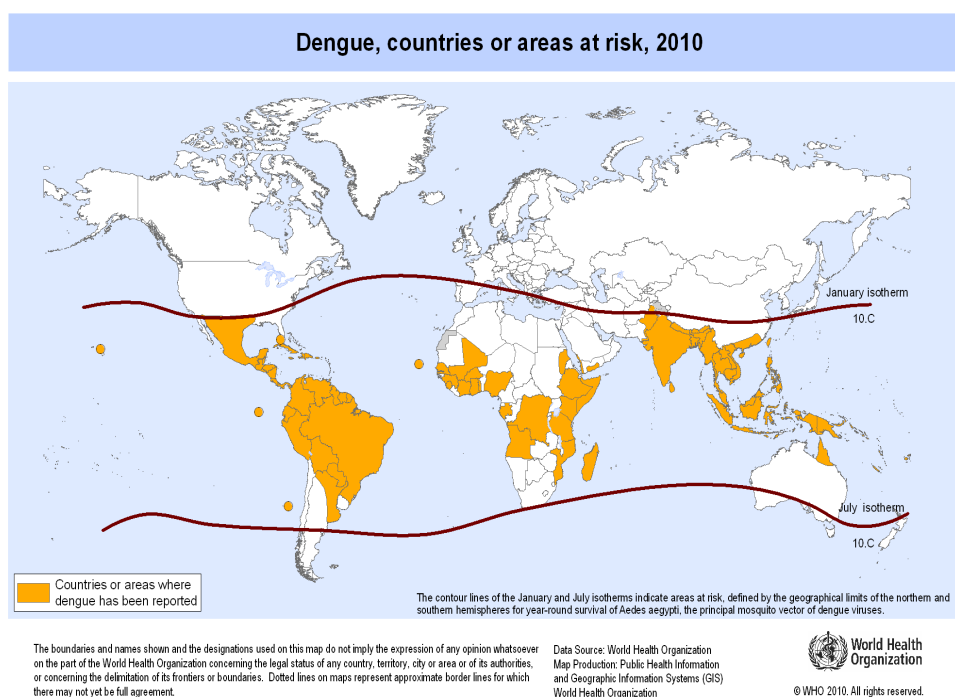 Dengue, countries or areas at risk, 2010
January isotherm
10.C
July isotherm
10.C
Countries or areas where
dengue has been reported
The contour lines of the January and July isotherms indicate areas at risk, defined by the geographical limits of the northern and
southern hemispheres for year-round survival of Aedes aegypti, the principal mosquito vector of dengue viruses.
The boundaries and names shown and the designations used on this map do not imply the expression of any opinion whatsoever
on the part of the World Health Organization concerning the legal status of any country, territory, city or area or of its authorities,
or concerning the delimitation of its frontiers or boundaries. Dotted lines on maps represent approximate border lines for which
there may not yet be full agreement.
Data Source: World Health Organization
Map Production: Public Health Information
and Geographic Information Systems (GIS)
World Health Organization
World Health
Organization
© WHO 2010. All rights reserved.